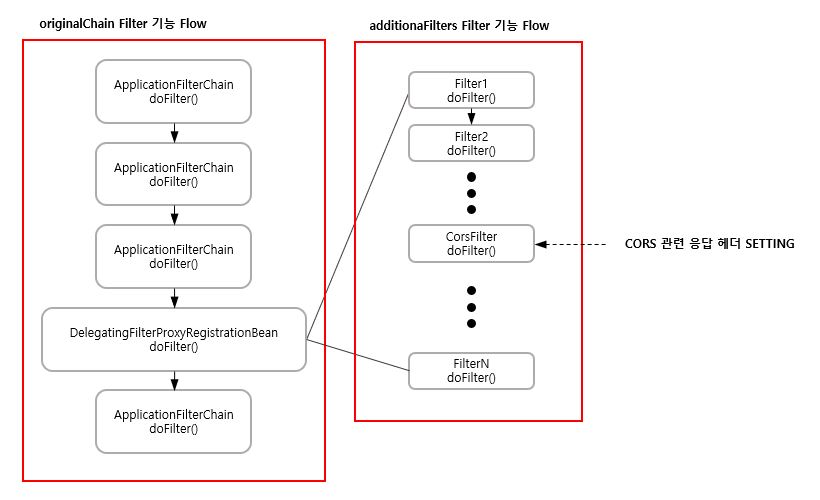 originalChain Filter 기능 Flow
ApplicationFilterChain
doFilter()
ApplicationFilterChain
doFilter()
ApplicationFilterChain
doFilter()
DelegatingFilterProxyRegistrationBean
doFilter()
ApplicationFilterChain
doFilter()
additionaFilters Filter 기능 Flow
Filter1
doFilter()
Filter2
doFilter()
CorsFilter
doFilter()
FilterN
doFilter()
CORS 관련 응답 헤더 SETTING